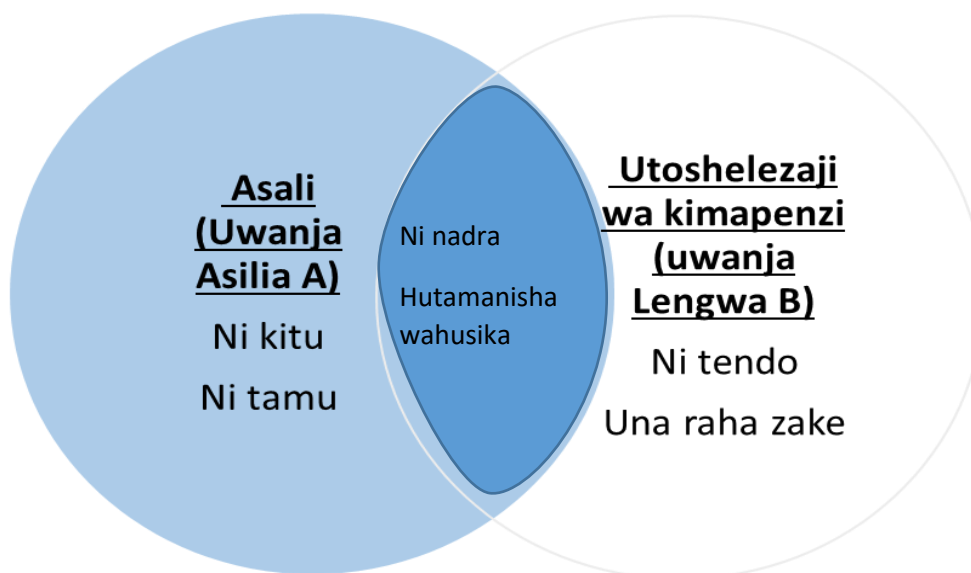 Asali
(Uwanja
Asilia A)
Ni kitu
Ni tamu
Ni nadra
Hutamanisha
wahusika
Utoshelezaji
wa kimapenzi
(uwanja
Lengwa B)
Ni tendo
Una raha zake